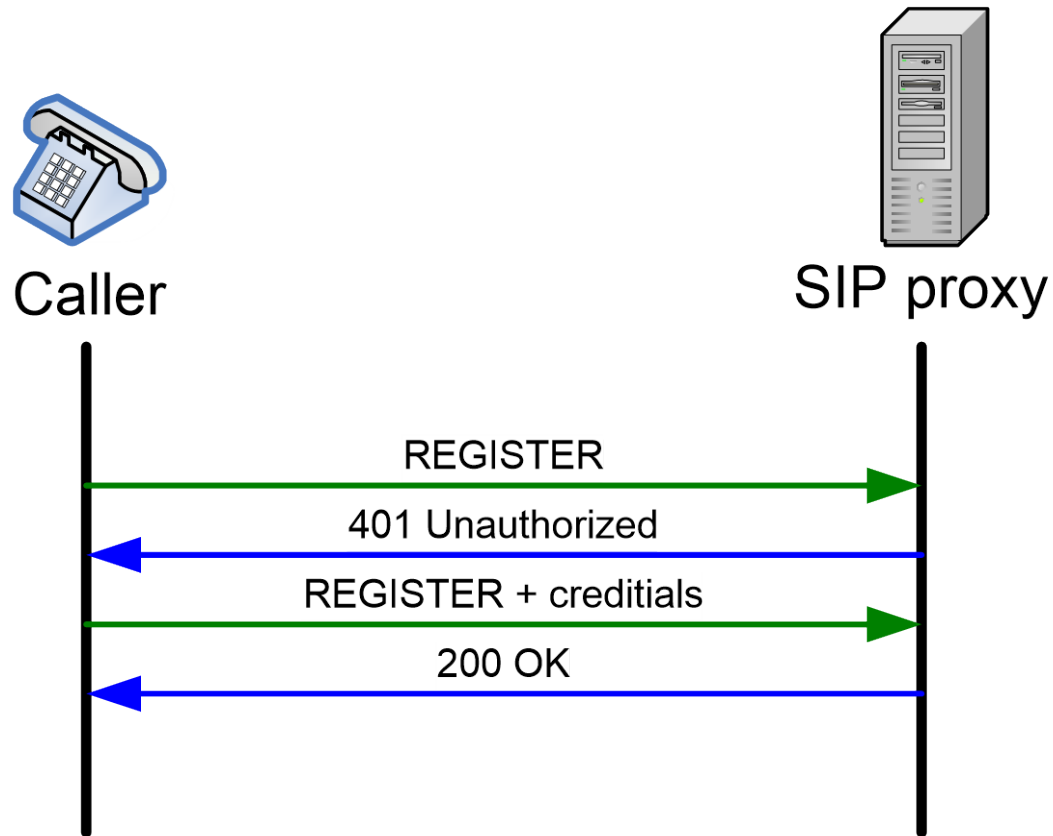 Caller
SIP proxy
REGISTER
401 Unauthorized
REGISTER + creditials
200 OK